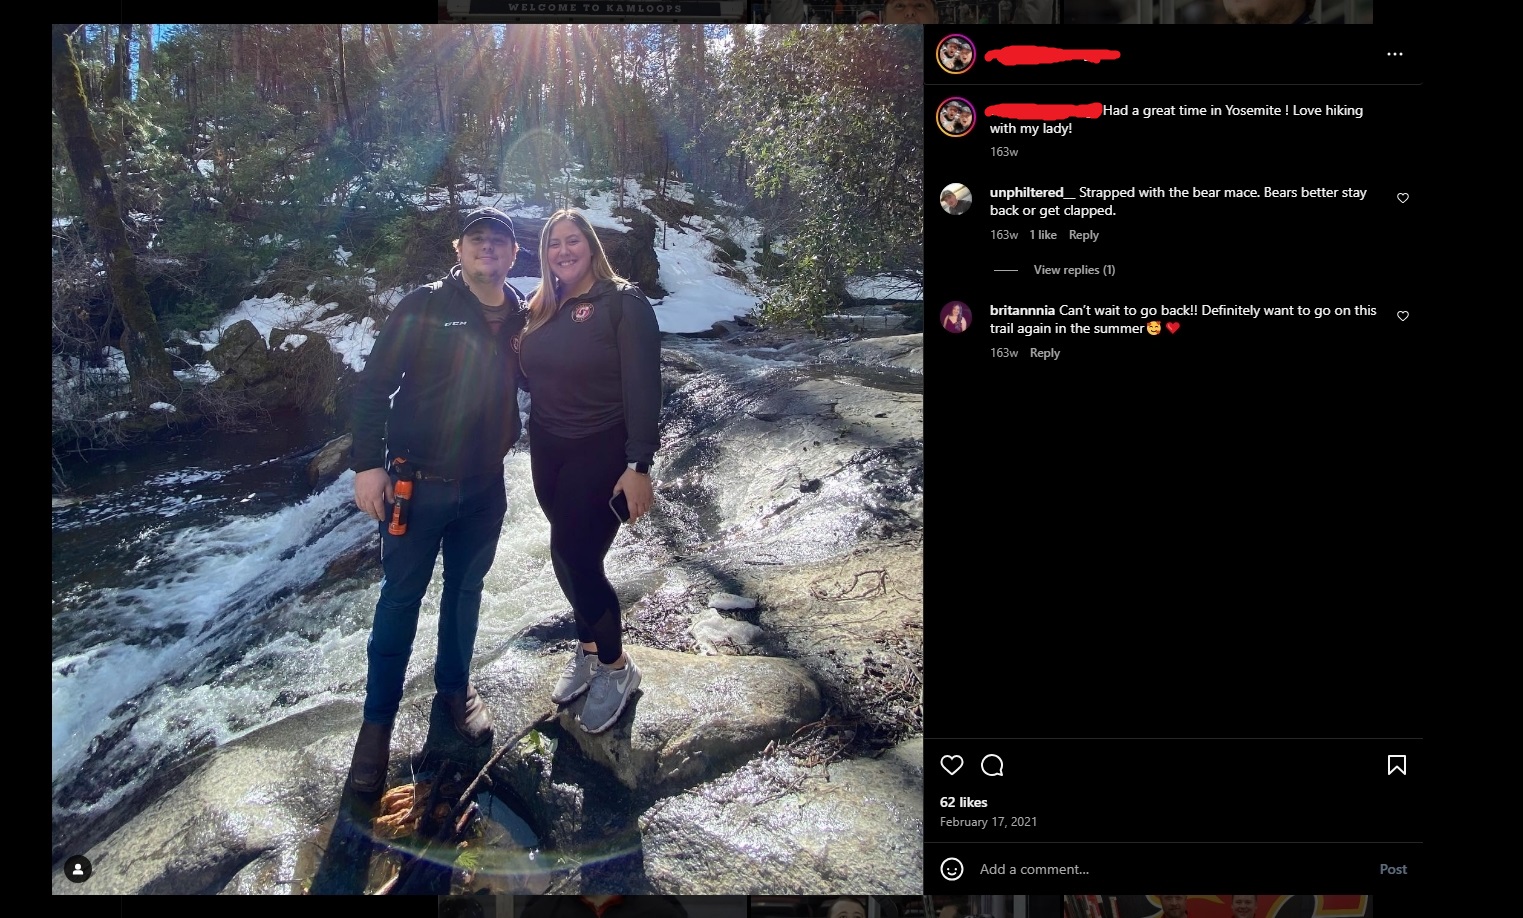 WELCOME TO KAMLOOPS
CCM
Had a great time in Yosemite ! Love hiking
with my lady!
163w
unphiltered__ Strapped with the bear mace. Bears better stay
back or get clapped.
163w 1 like Reply
View replies (1)
britannnia Can’t wait to go back!! Definitely want to go on this
trail again in the summer🥰 ❤️
163w Reply
62 likes
February 17, 2021
Add a comment...
Post